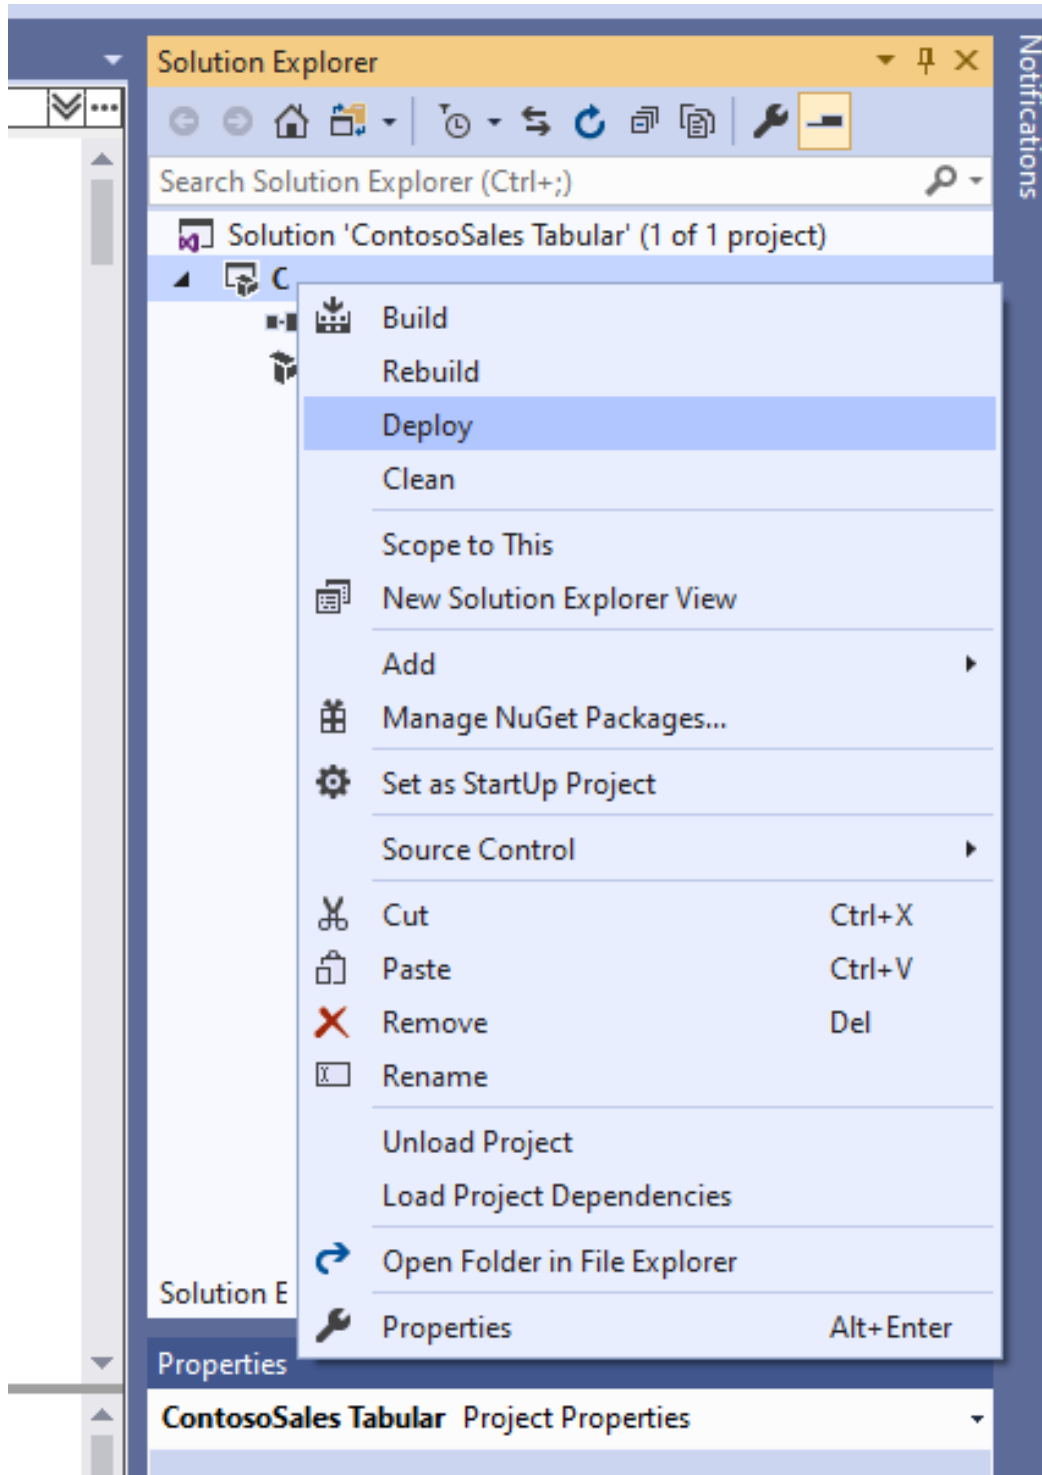 Solution Explorer
Notifications
Search Solution Explorer (Ctrl+;)
Solution 'ContosoSales Tabular' (1 of 1 project)
C
Build
Rebuild
Deploy
Clean
Scope to This
New Solution Explorer View
Add
Manage NuGet Packages...
Set as StartUp Project
Source Control
Cut Ctrl+X
Paste Ctrl+V
Remove Del
Rename
Unload Project
Load Project Dependencies
Open Folder in File Explorer
Solution E
Properties Alt+Enter
Properties
ContosoSales Tabular Project Properties